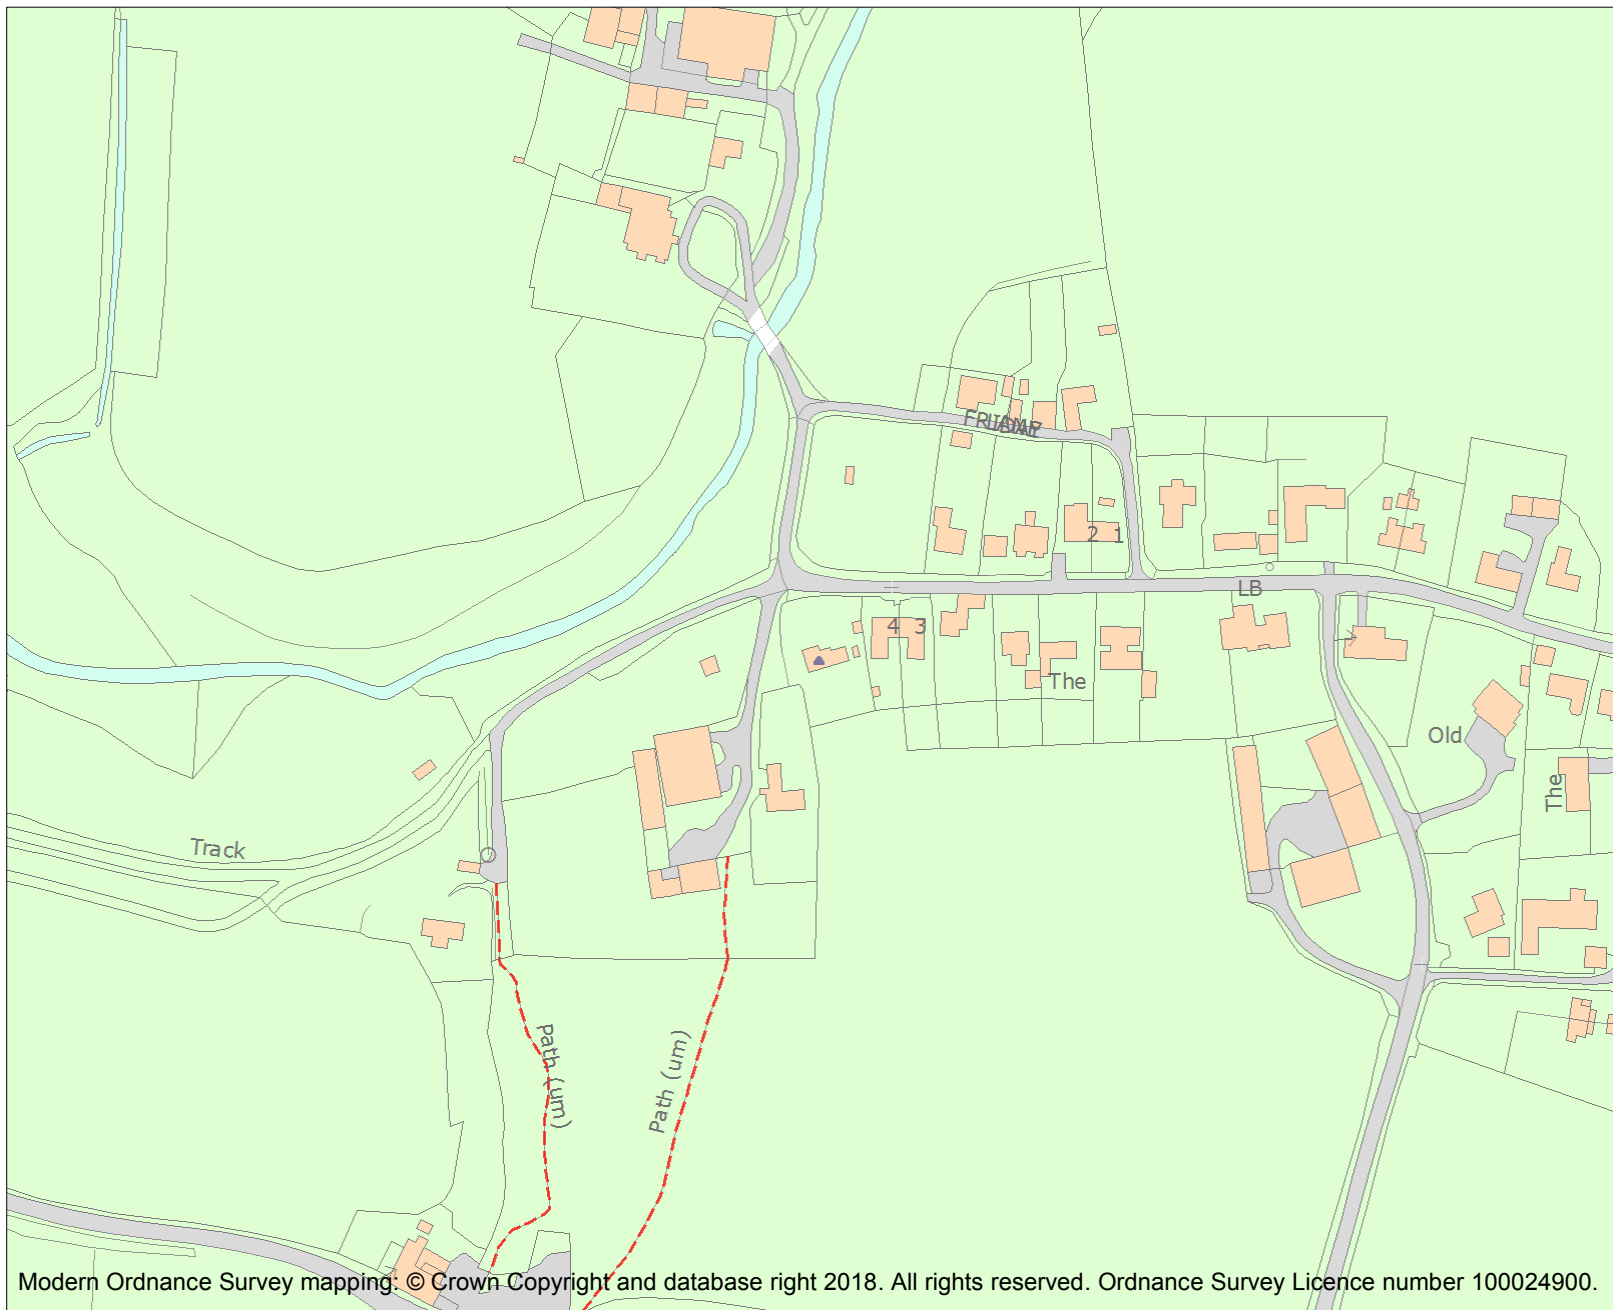 2 1
LB
4 3
The
Old
The
Track
Path (um)
Path (um)
Modern Ordnance Survey mapping: © Crown Copyright and database right 2018. All rights reserved. Ordnance Survey Licence number 100024900.